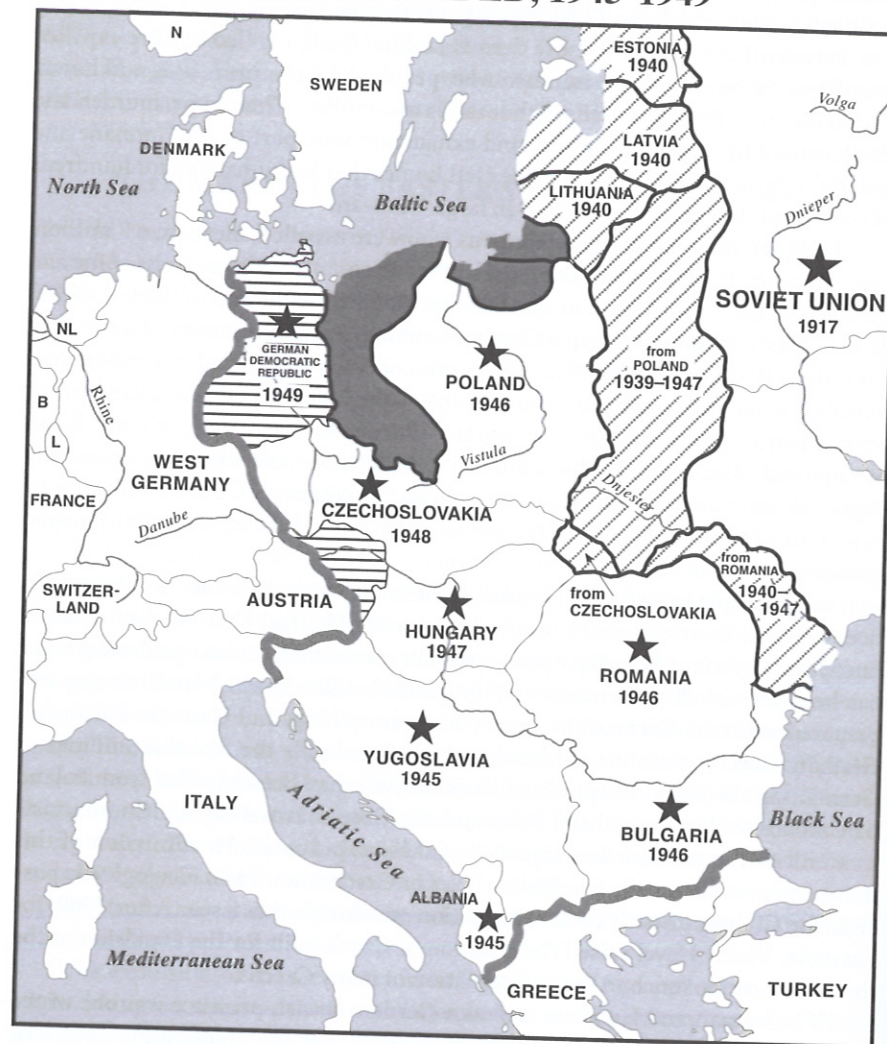 1945–1949
N
SWEDEN
ESTONIA
1940
Volga
DENMARK
LATVIA
1940
North Sea
Baltic Sea
LITHUANIA
1940
Dnieper
SOVIET UNION
1917
NL
GERMAN
DEMOCRATIC
REPUBLIC
1949
from
POLAND
1939–1947
POLAND
1946
B
Rhine
L
Vistula
WEST
GERMANY
FRANCE
Danube
CZECHOSLOVAKIA
1948
Dnjester
from
ROMANIA
1940–
1947
SWITZER-
LAND
AUSTRIA
from
CZECHOSLOVAKIA
HUNGARY
1947
ROMANIA
1946
YUGOSLAVIA
1945
ITALY
Adriatic Sea
BULGARIA
1946
Black Sea
ALBANIA
1945
Mediterranean Sea
GREECE
TURKEY